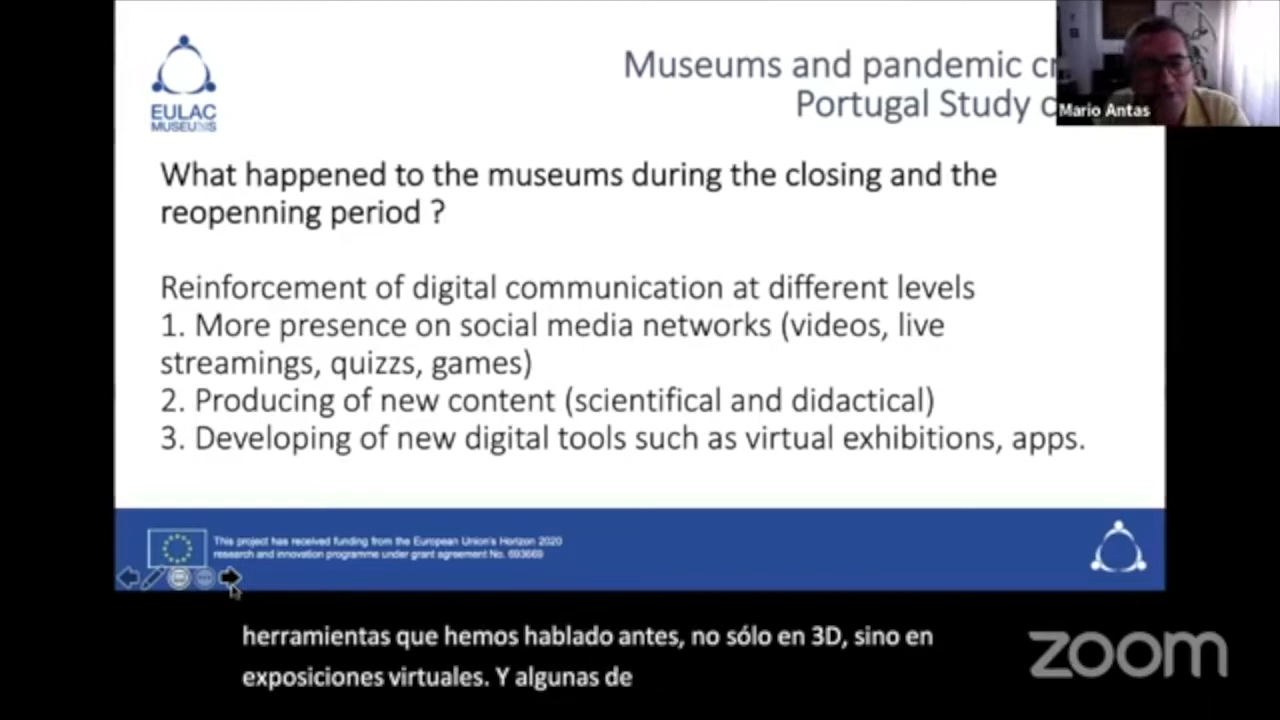 EULAC
MUSEUMS
Museums and pandemic cr
Portugal Study c
Mario Antas
What happened to the museums during the closing and the
reopenning period ?
Reinforcement of digital communication at different levels
1. More presence on social media networks (videos, live
streamings, quizzs, games)
2. Producing of new content (scientifical and didactical)
3. Developing of new digital tools such as virtual exhibitions, apps.
This project has received funding from the European Union's Horizon 2020
research and innovation programme under grant agreement No. 693669
herramientas que hemos hablado antes, no sólo en 3D, sino en
exposiciones virtuales. Y algunas de
zoom